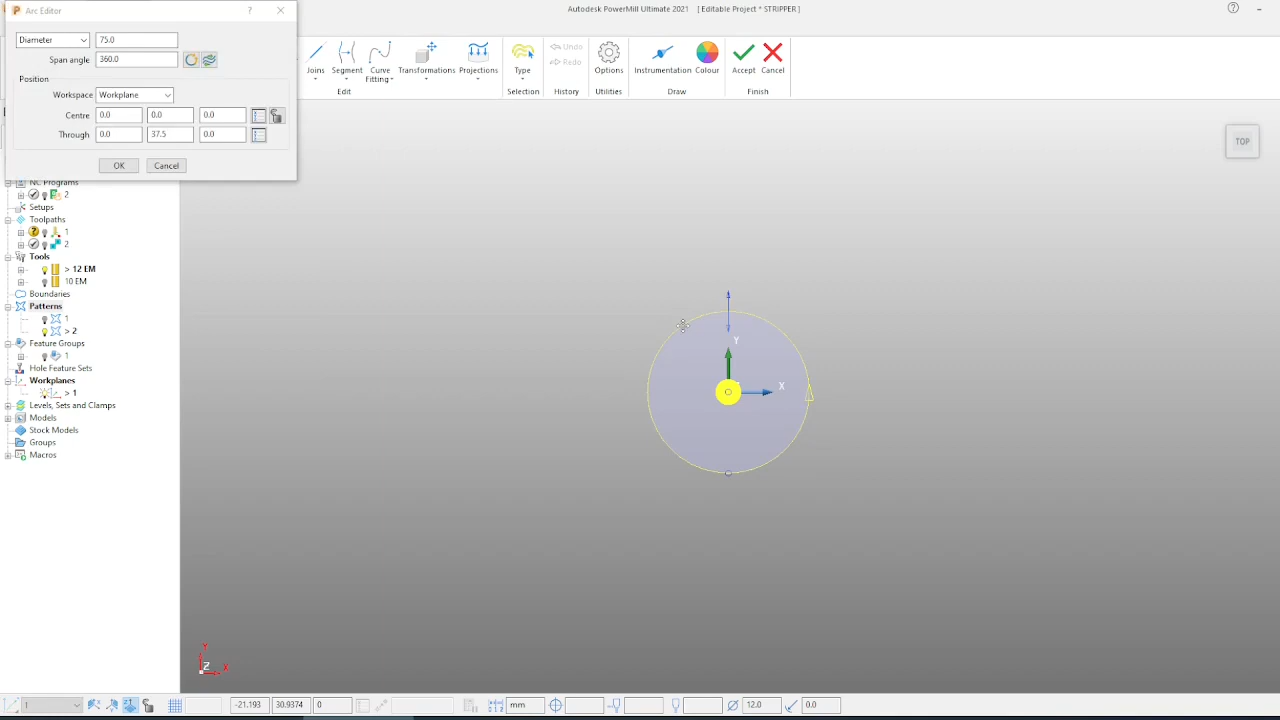 Arc Editor
?
Autodesk PowerMill Ultimate 2021 [ Editable Project * STRIPPER ]
Diameter 75.0
Span angle 360.0
Position
Workspace Workplane
Centre 0.0 0.0 0.0
Through 0.0 37.5 0.0
OK Cancel
Joins Segment Curve Fitting Transformations Projections
Edit
Type
Selection
Undo
Redo
History
Options
Utilities
Instrumentation Colour
Draw
Accept Cancel
Finish
TOP
NC Programs
2
Setups
Toolpaths
1
2
Tools
> 12 EM
10 EM
Boundaries
Patterns
1
> 2
Feature Groups
1
Hole Feature Sets
Workplanes
> 1
Levels, Sets and Clamps
Models
Stock Models
Groups
Macros
Y
X
Y
Z
X
1 -21.193 30.9374 0 mm 12.0 0.0